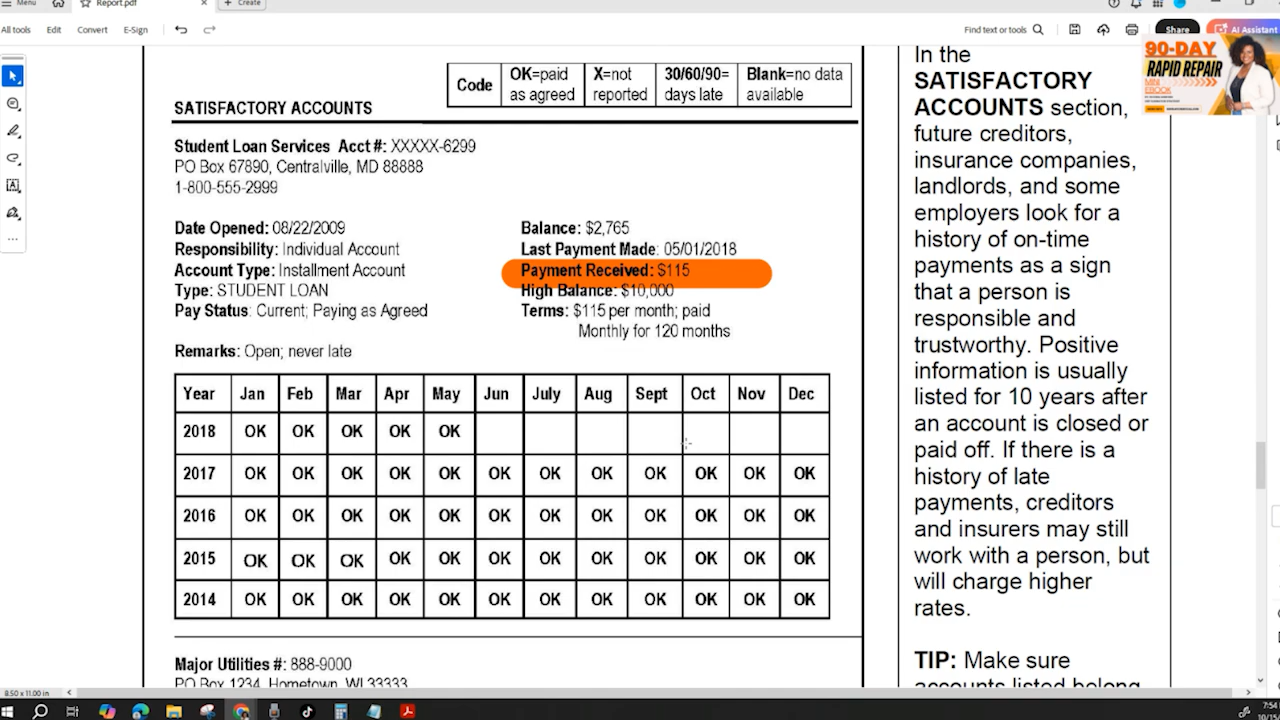 Menu
Report.pdf
Create
All tools
Edit
Convert
E-Sign
Find text or tools
Share
AI Assistant
90-DAY
RAPID REPAIR
MINI
EBOOK
Code
OK=paid as agreed
X=not reported
30/60/90= days late
Blank=no data available
SATISFACTORY ACCOUNTS
Student Loan Services Acct #: XXXXX-6299
PO Box 67890, Centralville, MD 88888
1-800-555-2999
Date Opened: 08/22/2009
Responsibility: Individual Account
Account Type: Installment Account
Type: STUDENT LOAN
Pay Status: Current; Paying as Agreed
Balance: $2,765
Last Payment Made: 05/01/2018
Payment Received: $115
High Balance: $10,000
Terms: $115 per month; paid
Monthly for 120 months
Remarks: Open; never late
Year Jan Feb Mar Apr May Jun July Aug Sept Oct Nov Dec
2018 OK OK OK OK OK
2017 OK OK OK OK OK OK OK OK OK OK OK OK
2016 OK OK OK OK OK OK OK OK OK OK OK OK
2015 OK OK OK OK OK OK OK OK OK OK OK OK
2014 OK OK OK OK OK OK OK OK OK OK OK OK
Major Utilities #: 888-9000
PO Box 1234, Hometown, WI 33333
In the
SATISFACTORY
ACCOUNTS section,
future creditors,
insurance companies,
landlords, and some
employers look for a
history of on-time
payments as a sign
that a person is
responsible and
trustworthy. Positive
information is usually
listed for 10 years after
an account is closed or
paid off. If there is a
history of late
payments, creditors
and insurers may still
work with a person, but
will charge higher
rates.
TIP: Make sure
accounts listed belong
8.50 x 11.00 in
7:54